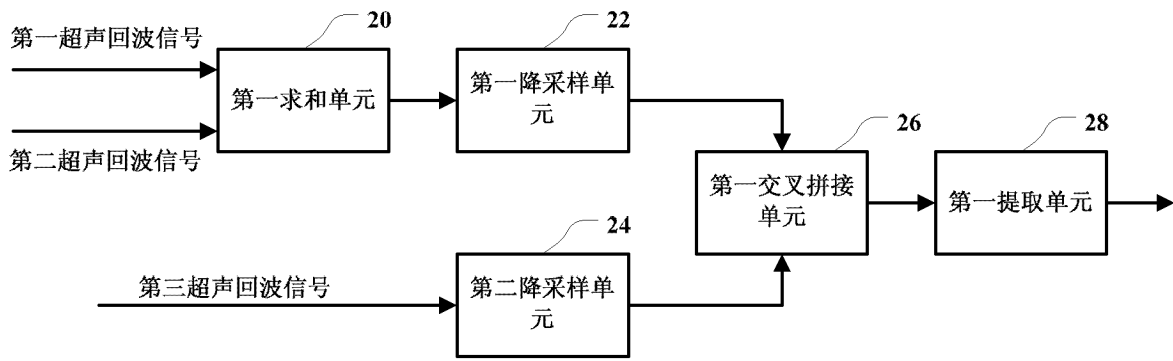 20
22
第一超声回波信号
第一求和单元
第一降采样单
元
第二超声回波信号
26
28
第一交叉拼接
单元
第一提取单元
24
第三超声回波信号
第二降采样单
元